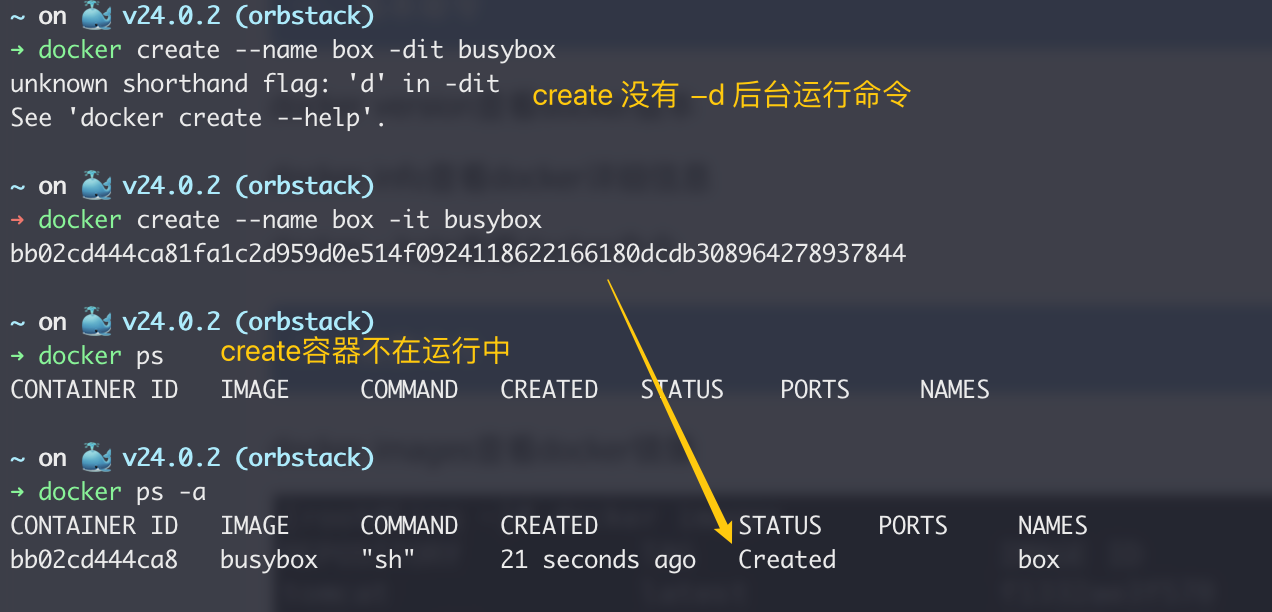 ~ on 🐳 v24.0.2 (orbstack)
→ docker create --name box -dit busybox
unknown shorthand flag: 'd' in -dit
create 没有 –d 后台运行命令
See 'docker create --help'.
~ on 🐳 v24.0.2 (orbstack)
→ docker create --name box -it busybox
bb02cd444ca81fa1c2d959d0e514f0924118622166180dcdb308964278937844
~ on 🐳 v24.0.2 (orbstack)
→ docker ps
create容器不在运行中
CONTAINER ID IMAGE COMMAND CREATED STATUS PORTS NAMES
~ on 🐳 v24.0.2 (orbstack)
→ docker ps -a
CONTAINER ID IMAGE COMMAND CREATED STATUS PORTS NAMES
bb02cd444ca8 busybox "sh" 21 seconds ago Created box